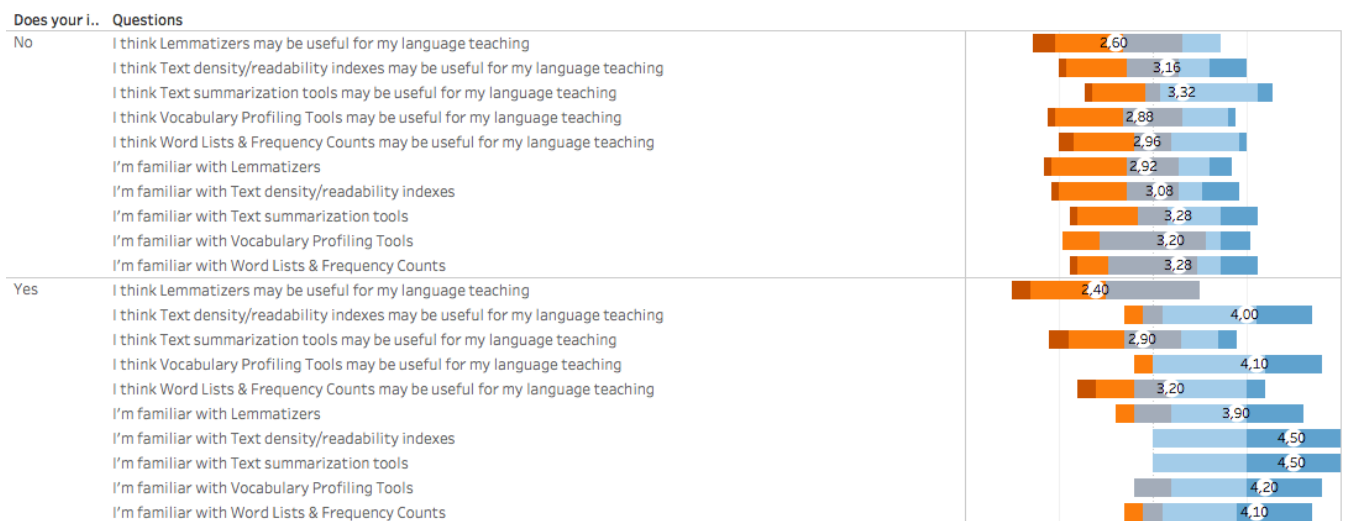 Does your i.. Questions
No I think Lemmatizers may be useful for my language teaching 2,60
I think Text density/readability indexes may be useful for my language teaching 3,16
I think Text summarization tools may be useful for my language teaching 3,32
I think Vocabulary Profiling Tools may be useful for my language teaching 2,88
I think Word Lists & Frequency Counts may be useful for my language teaching 2,96
I'm familiar with Lemmatizers 2,92
I'm familiar with Text density/readability indexes 3,08
I'm familiar with Text summarization tools 3,28
I'm familiar with Vocabulary Profiling Tools 3,20
I'm familiar with Word Lists & Frequency Counts 3,28
Yes I think Lemmatizers may be useful for my language teaching 2,40
I think Text density/readability indexes may be useful for my language teaching 4,00
I think Text summarization tools may be useful for my language teaching 2,90
I think Vocabulary Profiling Tools may be useful for my language teaching 4,10
I think Word Lists & Frequency Counts may be useful for my language teaching 3,20
I'm familiar with Lemmatizers 3,90
I'm familiar with Text density/readability indexes 4,50
I'm familiar with Text summarization tools 4,50
I'm familiar with Vocabulary Profiling Tools 4,20
I'm familiar with Word Lists & Frequency Counts 4,10